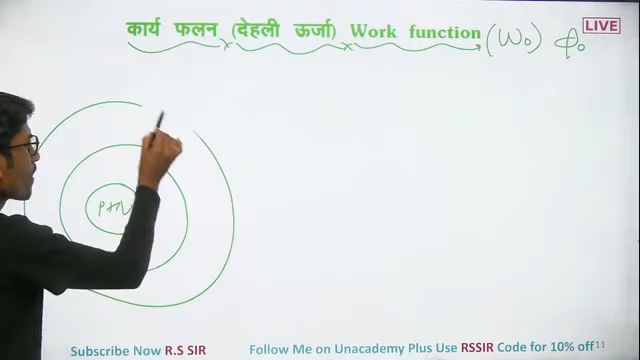 कार्य फलन (देहली ऊर्जा) Work function (W₀) ϕ₀
LIVE
P+N
Subscribe Now R.S SIR
Follow Me on Unacademy Plus Use RSSIR Code for 10% off
11